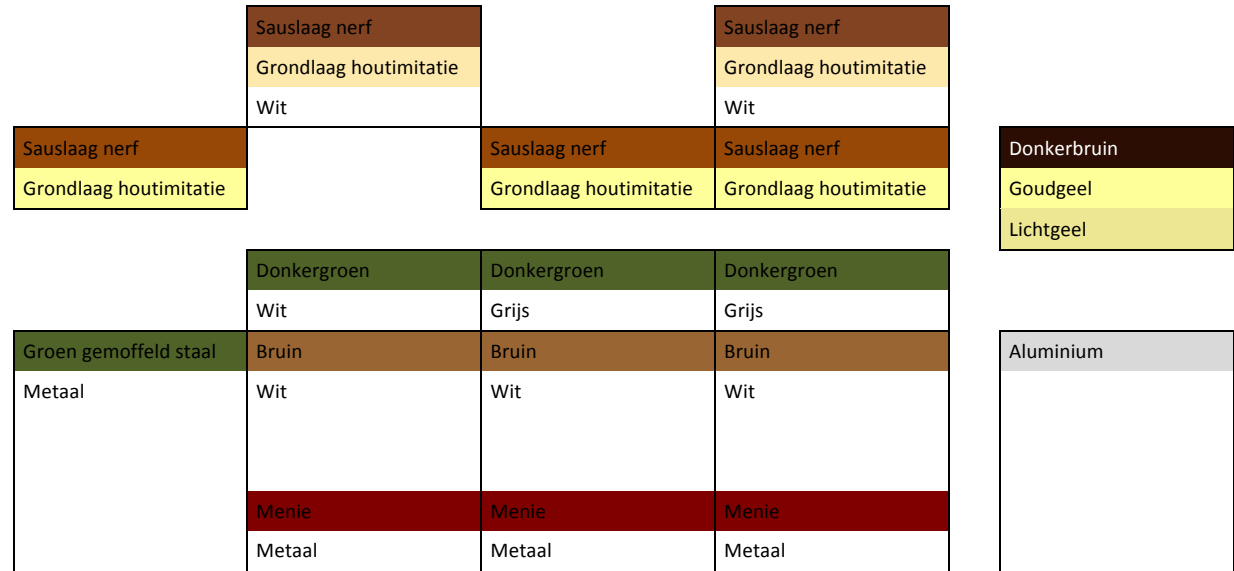 Sauslaag nerf Sauslaag nerf
Grondlaag houtimitatie Grondlaag houtimitatie
Wit Wit
Sauslaag nerf Sauslaag nerf Sauslaag nerf Donkerbruin
Grondlaag houtimitatie Grondlaag houtimitatie Grondlaag houtimitatie Goudgeel
Lichtgeel
Donkergroen Donkergroen Donkergroen
Wit Grijs Grijs
Groen gemoffeld staal Bruin Bruin Bruin Aluminium
Metaal Wit Wit Wit
Menie Menie Menie
Metaal Metaal Metaal